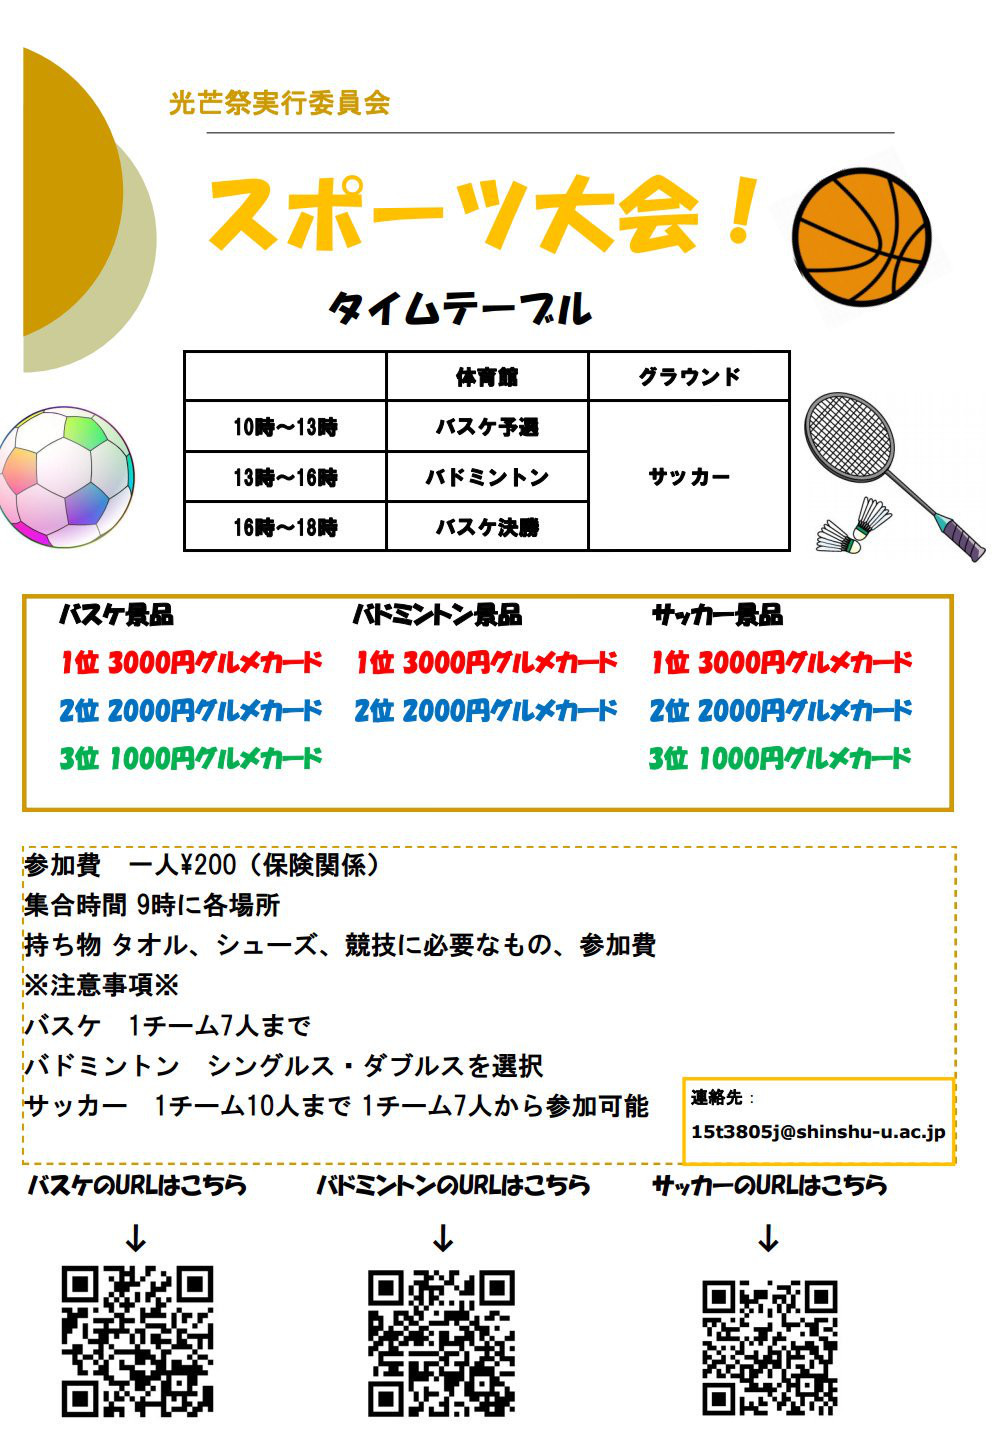 光芒祭実行委員会
スポーツ大会！
タイムテーブル
体育館 グラウンド
10時～13時 バスケ予選
13時～16時 バドミントン サッカー
16時～18時 バスケ決勝
バスケ景品 バドミントン景品 サッカー景品
1位 3000円グルメカード 1位 3000円グルメカード 1位 3000円グルメカード
2位 2000円グルメカード 2位 2000円グルメカード 2位 2000円グルメカード
3位 1000円グルメカード 3位 1000円グルメカード
参加費　一人¥200（保険関係）
集合時間 9時に各場所
持ち物 タオル、シューズ、競技に必要なもの、参加費
※注意事項※
バスケ　1チーム7人まで
バドミントン　シングルス・ダブルスを選択
サッカー　1チーム10人まで 1チーム7人から参加可能
連絡先：
15t3805j@shinshu-u.ac.jp
バスケのURLはこちら バドミントンのURLはこちら サッカーのURLはこちら
↓ ↓ ↓